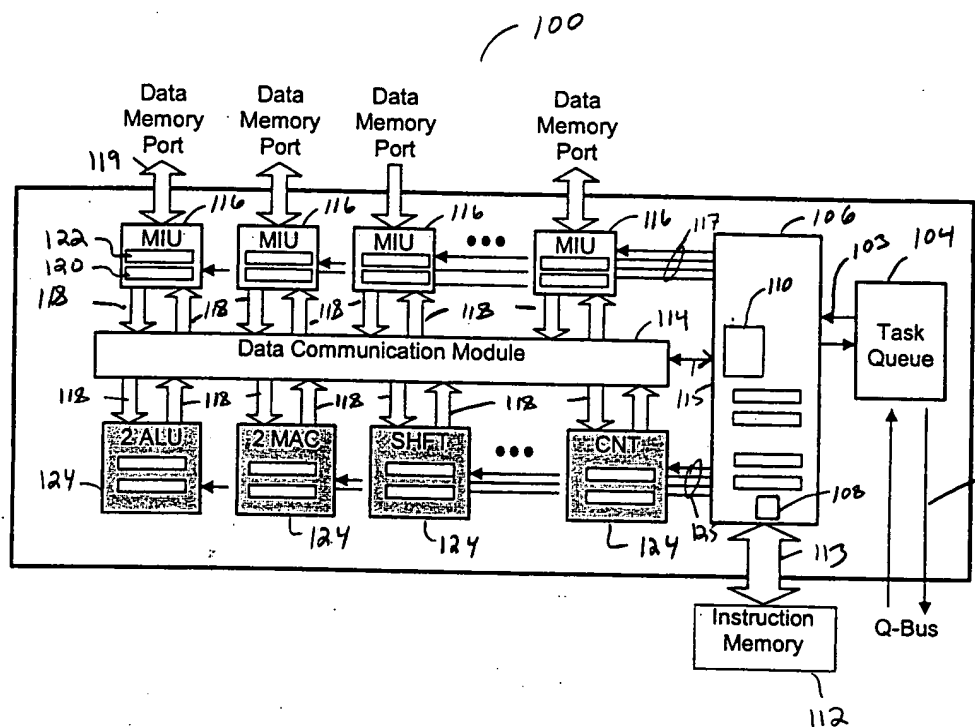 100
Data Memory Port
Data Memory Port
Data Memory Port
Data Memory Port
119
116
116
116
116
117
106
103
104
MIU
MIU
MIU
MIU
122
120
110
Task Queue
118
118
118
118
118
118
114
Data Communication Module
115
118
118
118
118
2 ALU
2 MAC
SHFT
CNT
124
124
124
124
125
108
113
Instruction Memory
Q-Bus
112